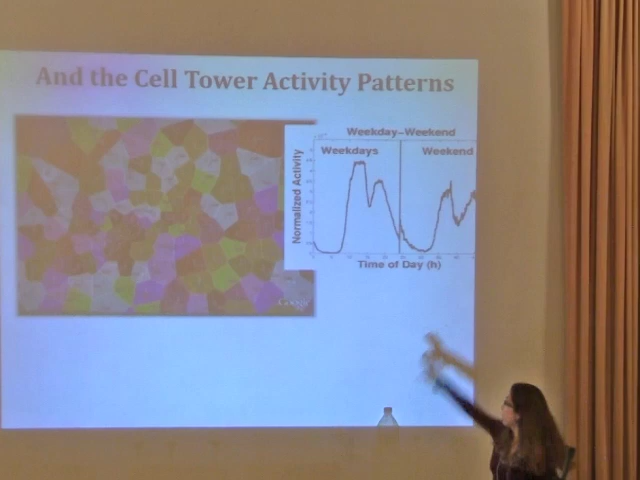 And the Cell Tower Activity Patterns
Weekday-Weekend
Weekdays
Weekend
Normalized Activity
Time of Day (h)